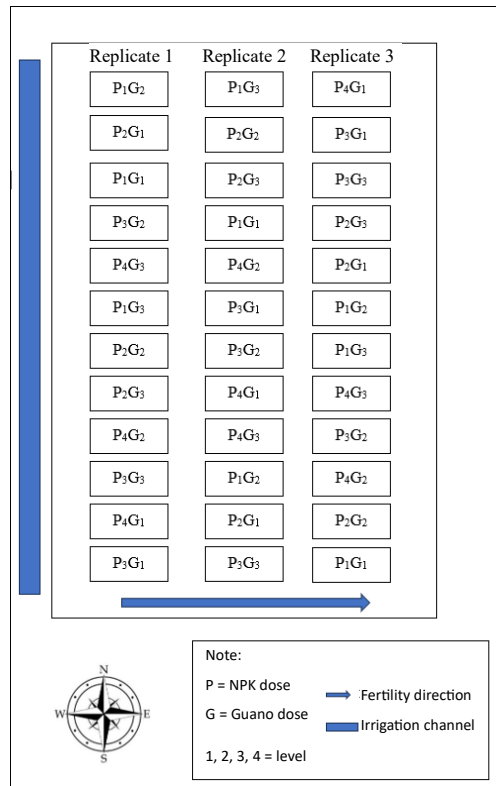 Replicate 1 Replicate 2 Replicate 3
P₁G₂ P₁G₃ P₄G₁
P₂G₁ P₂G₂ P₃G₁
P₁G₁ P₂G₃ P₃G₃
P₃G₂ P₁G₁ P₂G₃
P₄G₃ P₄G₂ P₂G₁
P₁G₃ P₃G₁ P₁G₂
P₂G₂ P₃G₂ P₁G₃
P₂G₃ P₄G₁ P₄G₃
P₄G₂ P₄G₃ P₃G₂
P₃G₃ P₁G₂ P₄G₂
P₄G₁ P₂G₁ P₂G₂
P₃G₁ P₃G₃ P₁G₁
N
W E
S
Note:
P = NPK dose
G = Guano dose
1, 2, 3, 4 = level
Fertility direction
Irrigation channel